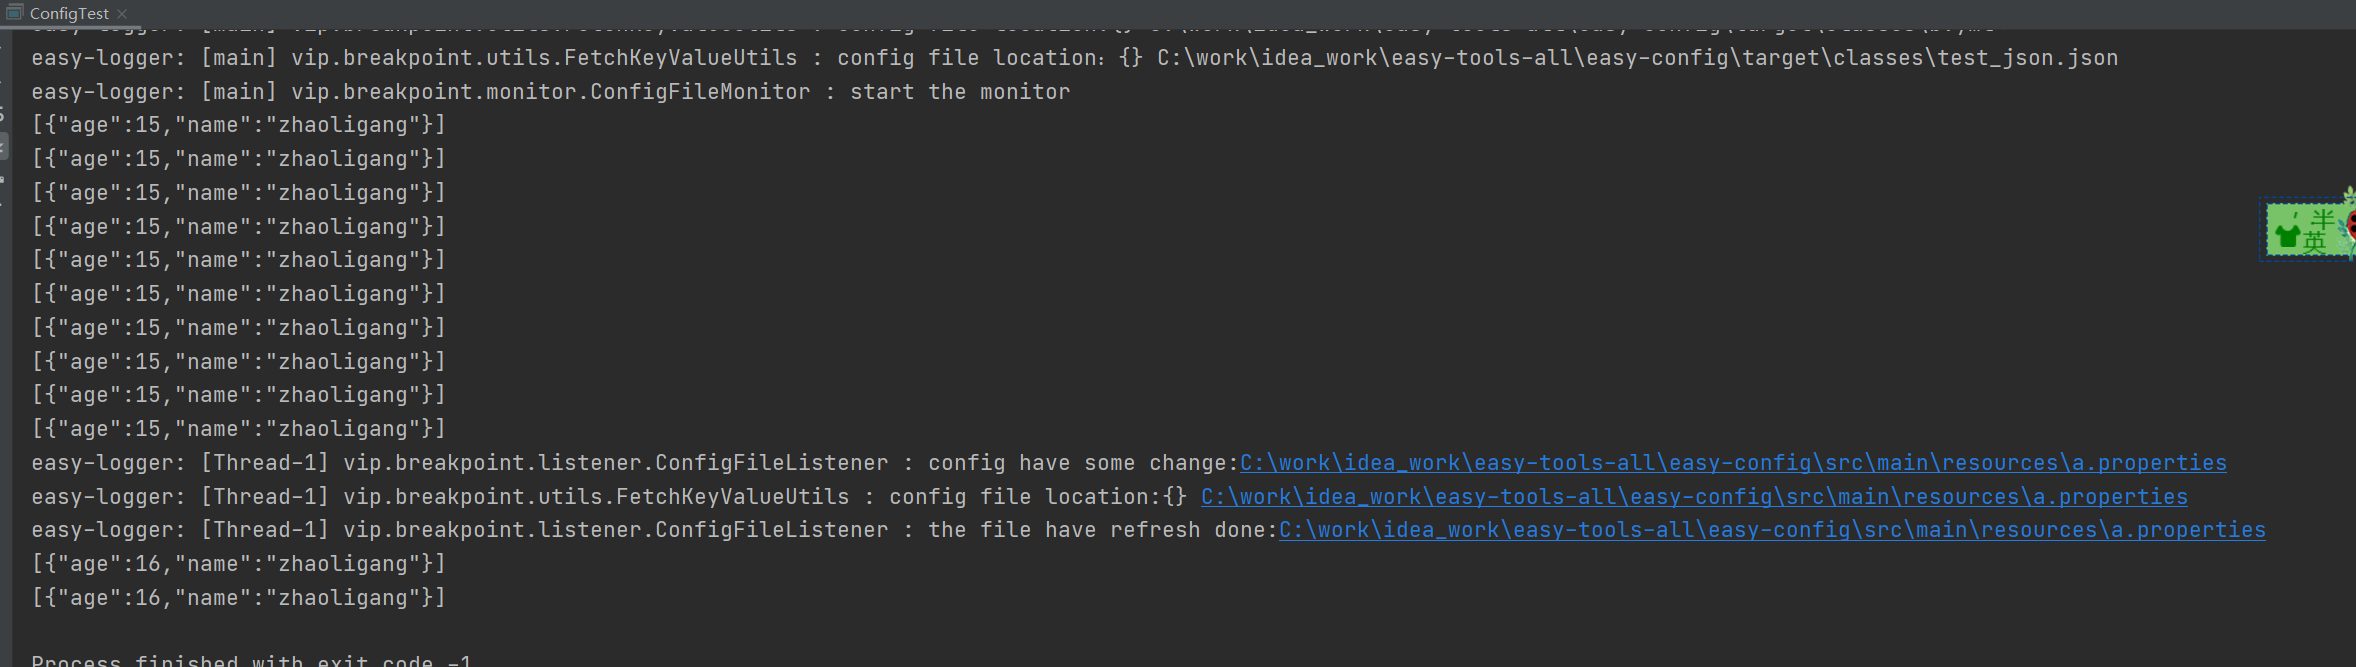 ConfigTest
easy-logger: [main] vip.breakpoint.utils.FetchKeyValueUtils : config file location：{} C:\work\idea_work\easy-tools-all\easy-config\target\classes\test_json.json
easy-logger: [main] vip.breakpoint.monitor.ConfigFileMonitor : start the monitor
[{"age":15,"name":"zhaoligang"}]
[{"age":15,"name":"zhaoligang"}]
[{"age":15,"name":"zhaoligang"}]
[{"age":15,"name":"zhaoligang"}]
[{"age":15,"name":"zhaoligang"}]
[{"age":15,"name":"zhaoligang"}]
[{"age":15,"name":"zhaoligang"}]
[{"age":15,"name":"zhaoligang"}]
[{"age":15,"name":"zhaoligang"}]
[{"age":15,"name":"zhaoligang"}]
easy-logger: [Thread-1] vip.breakpoint.listener.ConfigFileListener : config have some change:C:\work\idea_work\easy-tools-all\easy-config\src\main\resources\a.properties
easy-logger: [Thread-1] vip.breakpoint.utils.FetchKeyValueUtils : config file location:{} C:\work\idea_work\easy-tools-all\easy-config\src\main\resources\a.properties
easy-logger: [Thread-1] vip.breakpoint.listener.ConfigFileListener : the file have refresh done:C:\work\idea_work\easy-tools-all\easy-config\src\main\resources\a.properties
[{"age":16,"name":"zhaoligang"}]
[{"age":16,"name":"zhaoligang"}]
Process finished with exit code -1
半
英